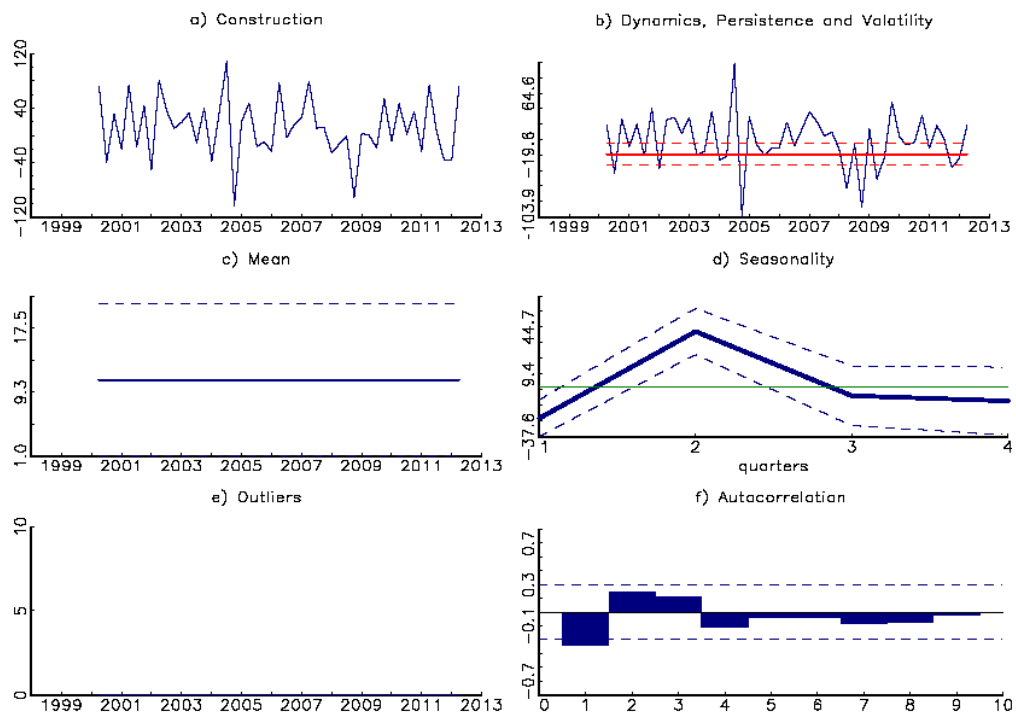 a) Construction
120
40
-40
-120
1999 2001 2003 2005 2007 2009 2011 2013
b) Dynamics, Persistence and Volatility
64.6
-19.6
-103.9
1999 2001 2003 2005 2007 2009 2011 2013
c) Mean
17.5
9.3
1.0
1999 2001 2003 2005 2007 2009 2011 2013
d) Seasonality
44.7
9.4
-37.6
1 2 3 4
quarters
e) Outliers
10
5
0
1999 2001 2003 2005 2007 2009 2011 2013
f) Autocorrelation
0.7
0.3
-0.1
-0.7
0 1 2 3 4 5 6 7 8 9 10